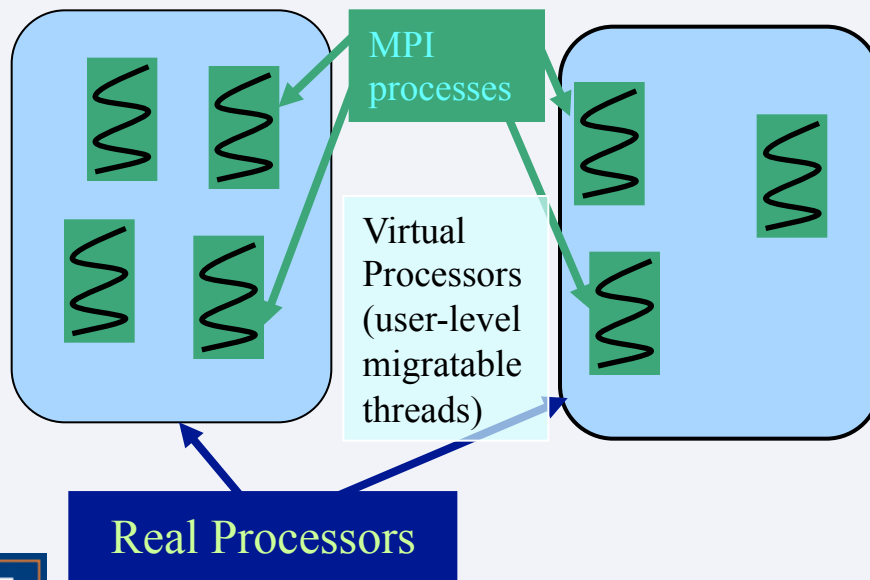 MPI
processes
Virtual
Processors
(user-level
migratable
threads)
Real Processors